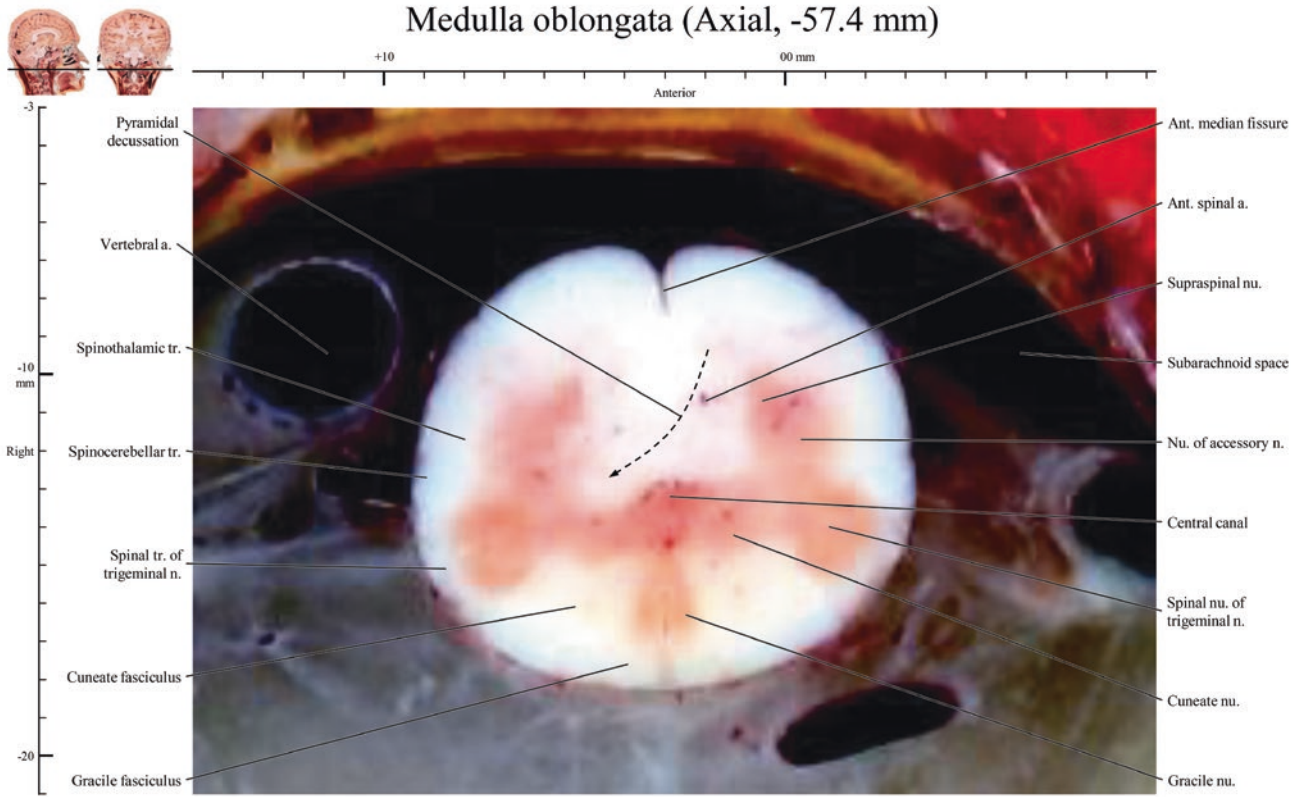 Medulla oblongata (Axial, -57.4 mm)
+10
00 mm
Anterior
-3
-10
mm
Right
-20
Pyramidal
decussation
Vertebral a.
Spinothalamic tr.
Spinocerebellar tr.
Spinal tr. of
trigeminal n.
Cuneate fasciculus
Gracile fasciculus
Ant. median fissure
Ant. spinal a.
Supraspinal nu.
Subarachnoid space
Nu. of accessory n.
Central canal
Spinal nu. of
trigeminal n.
Cuneate nu.
Gracile nu.